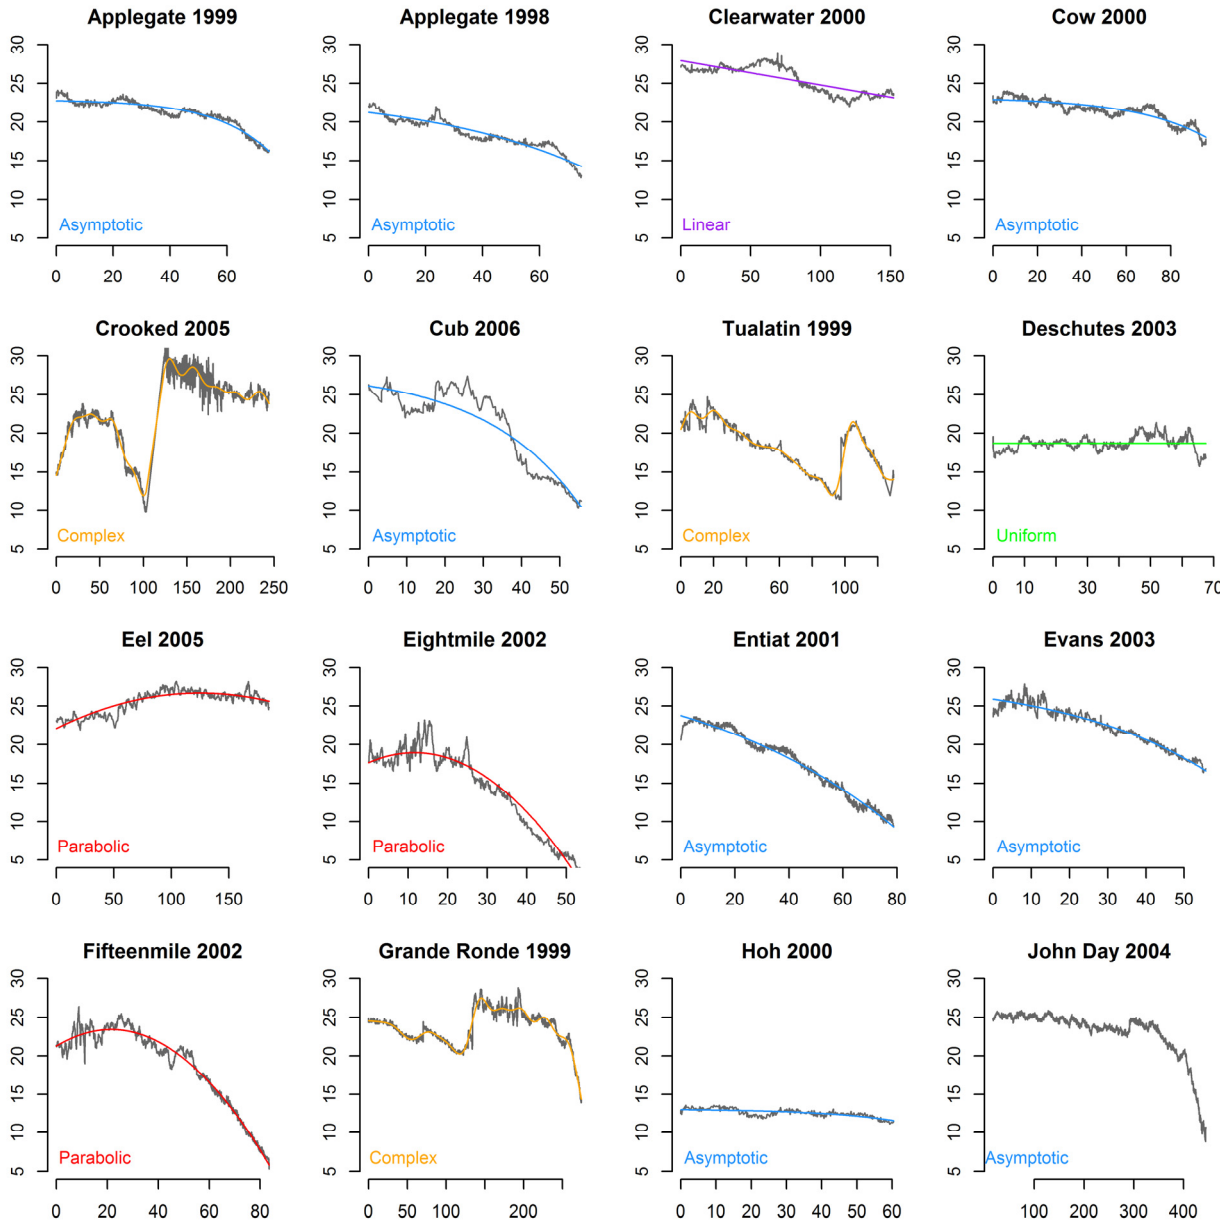 Applegate 1999 Applegate 1998 Clearwater 2000 Cow 2000
30 30 30 30
25 25 25 25
20 20 20 20
15 15 15 15
10 10 10 10
5 5 5 5
Asymptotic Asymptotic Linear Asymptotic
0 20 40 60 0 20 40 60 0 50 100 150 0 20 40 60 80
Crooked 2005 Cub 2006 Tualatin 1999 Deschutes 2003
30 30 30 30
25 25 25 25
20 20 20 20
15 15 15 15
10 10 10 10
5 5 5 5
Complex Asymptotic Complex Uniform
0 50 100 150 200 250 0 10 20 30 40 50 0 20 60 100 0 10 30 50 70
Eel 2005 Eightmile 2002 Entiat 2001 Evans 2003
30 30 30 30
25 25 25 25
20 20 20 20
15 15 15 15
10 10 10 10
5 5 5 5
Parabolic Parabolic Asymptotic Asymptotic
0 50 100 150 0 10 20 30 40 50 0 20 40 60 80 0 10 20 30 40 50
Fifteenmile 2002 Grande Ronde 1999 Hoh 2000 John Day 2004
30 30 30 30
25 25 25 25
20 20 20 20
15 15 15 15
10 10 10 10
5 5 5 5
Parabolic Complex Asymptotic Asymptotic
0 20 40 60 80 0 50 100 200 0 10 20 30 40 50 60 100 200 300 400